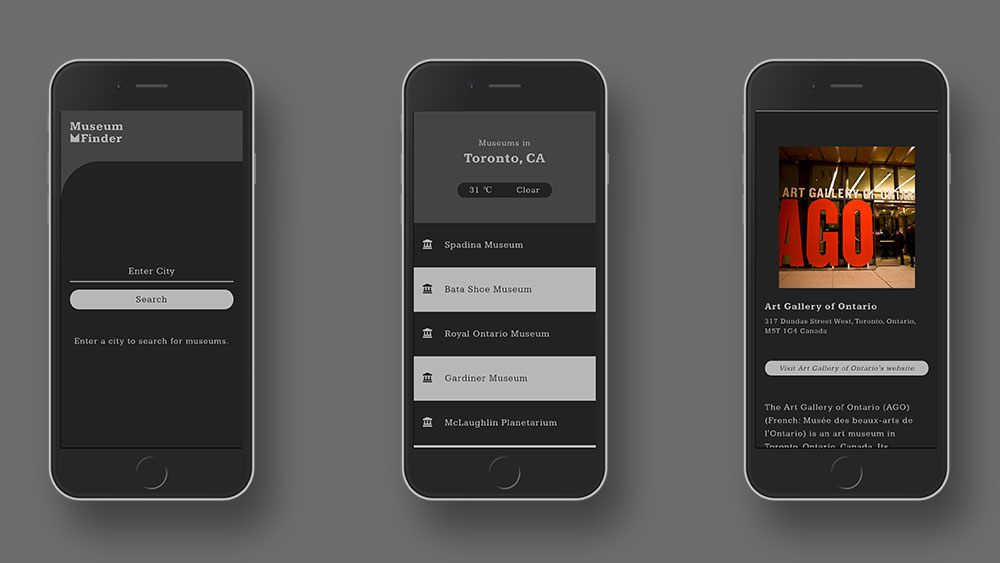 Museum
Finder
Enter City
Search
Enter a city to search for museums.
Museums in
Toronto, CA
31 °C Clear
Spadina Museum
Bata Shoe Museum
Royal Ontario Museum
Gardiner Museum
McLaughlin Planetarium
ART GALLERY OF ONTAR
AGO
Art Gallery of Ontario
317 Dundas Street West, Toronto, Ontario,
M5T 1G4 Canada
Visit Art Gallery of Ontario's website
The Art Gallery of Ontario (AGO)
(French: Musée des beaux-arts de
l'Ontario) is an art museum in
Toronto, Ontario, Canada. Its